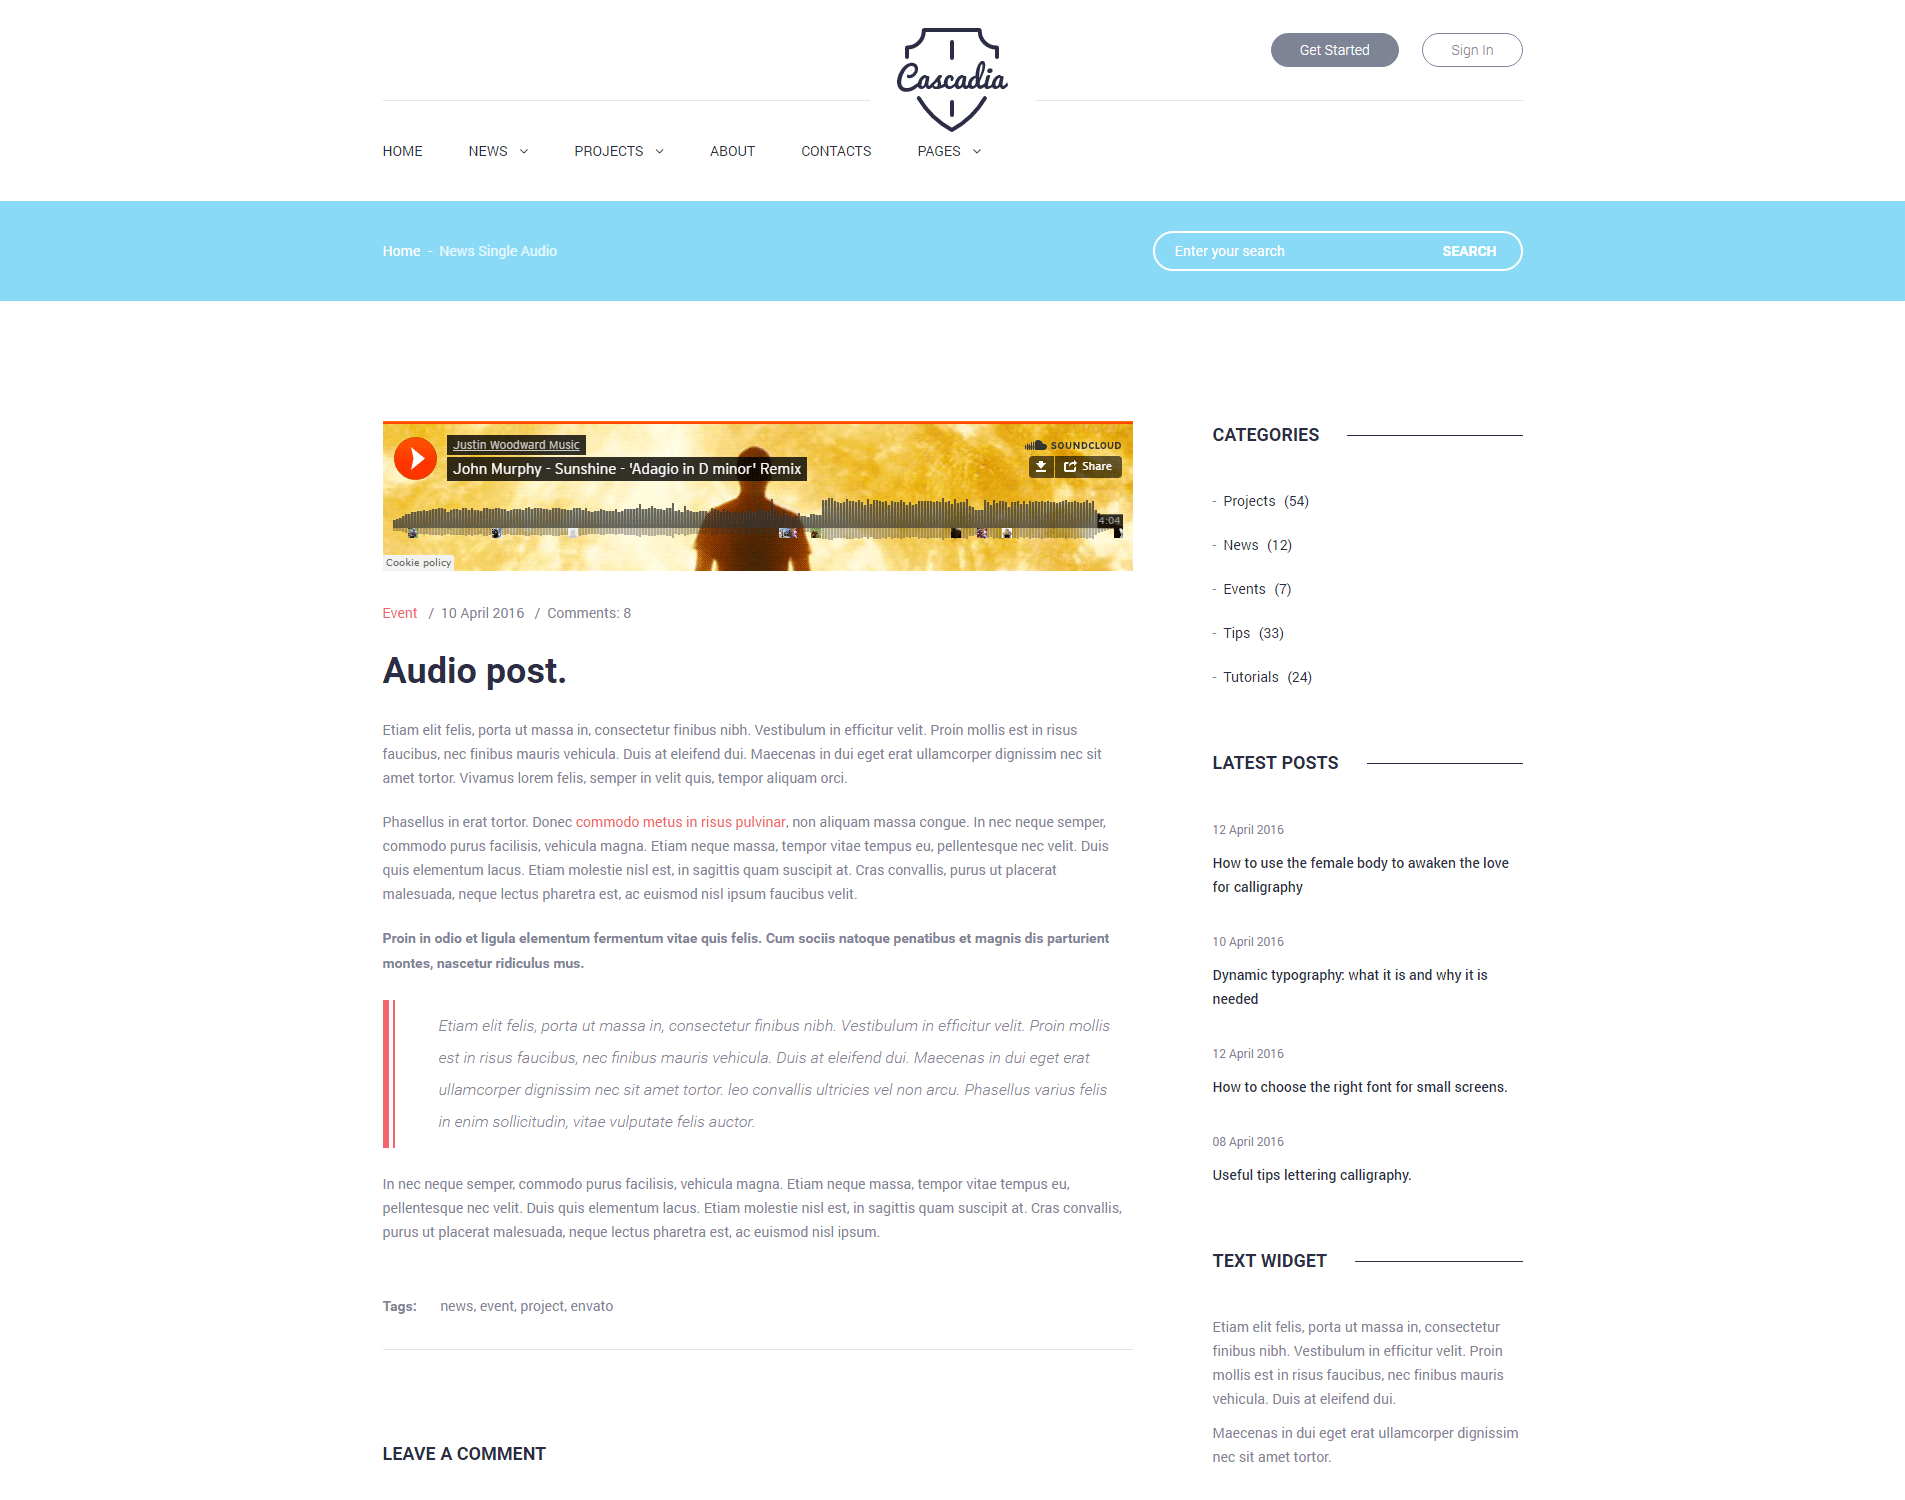 Cascadia
Get Started
Sign In
HOME
NEWS
PROJECTS
ABOUT
CONTACTS
PAGES
Home - News Single Audio
Enter your search
SEARCH
Justin Woodward Music
John Murphy - Sunshine - 'Adagio in D minor' Remix
SOUNDCLOUD
Share
4:04
Cookie policy
Event / 10 April 2016 / Comments: 8
Audio post.
Etiam elit felis, porta ut massa in, consectetur finibus nibh. Vestibulum in efficitur velit. Proin mollis est in risus
faucibus, nec finibus mauris vehicula. Duis at eleifend dui. Maecenas in dui eget erat ullamcorper dignissim nec sit
amet tortor. Vivamus lorem felis, semper in velit quis, tempor aliquam orci.
Phasellus in erat tortor. Donec commodo metus in risus pulvinar, non aliquam massa congue. In nec neque semper,
commodo purus facilisis, vehicula magna. Etiam neque massa, tempor vitae tempus eu, pellentesque nec velit. Duis
quis elementum lacus. Etiam molestie nisl est, in sagittis quam suscipit at. Cras convallis, purus ut placerat
malesuada, neque lectus pharetra est, ac euismod nisl ipsum faucibus velit.
Proin in odio et ligula elementum fermentum vitae quis felis. Cum sociis natoque penatibus et magnis dis parturient
montes, nascetur ridiculus mus.
Etiam elit felis, porta ut massa in, consectetur finibus nibh. Vestibulum in efficitur velit. Proin mollis
est in risus faucibus, nec finibus mauris vehicula. Duis at eleifend dui. Maecenas in dui eget erat
ullamcorper dignissim nec sit amet tortor. leo convallis ultricies vel non arcu. Phasellus varius felis
in enim sollicitudin, vitae vulputate felis auctor.
In nec neque semper, commodo purus facilisis, vehicula magna. Etiam neque massa, tempor vitae tempus eu,
pellentesque nec velit. Duis quis elementum lacus. Etiam molestie nisl est, in sagittis quam suscipit at. Cras convallis,
purus ut placerat malesuada, neque lectus pharetra est, ac euismod nisl ipsum.
Tags: news, event, project, envato
LEAVE A COMMENT
CATEGORIES
- Projects (54)
- News (12)
- Events (7)
- Tips (33)
- Tutorials (24)
LATEST POSTS
12 April 2016
How to use the female body to awaken the love
for calligraphy
10 April 2016
Dynamic typography: what it is and why it is
needed
12 April 2016
How to choose the right font for small screens.
08 April 2016
Useful tips lettering calligraphy.
TEXT WIDGET
Etiam elit felis, porta ut massa in, consectetur
finibus nibh. Vestibulum in efficitur velit. Proin
mollis est in risus faucibus, nec finibus mauris
vehicula. Duis at eleifend dui.
Maecenas in dui eget erat ullamcorper dignissim
nec sit amet tortor.